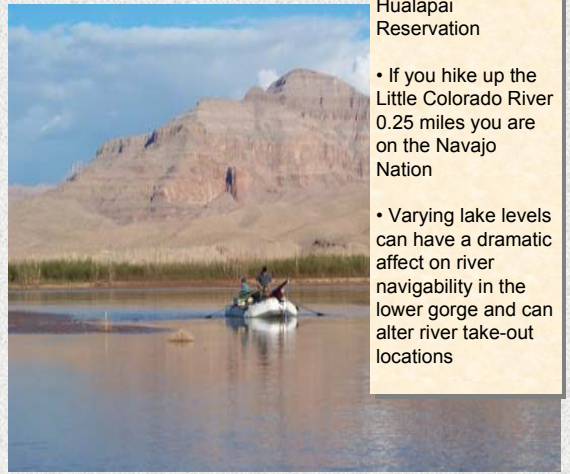 Hualapai
Reservation
• If you hike up the
Little Colorado River
0.25 miles you are
on the Navajo
Nation
• Varying lake levels
can have a dramatic
affect on river
navigability in the
lower gorge and can
alter river take-out
locations